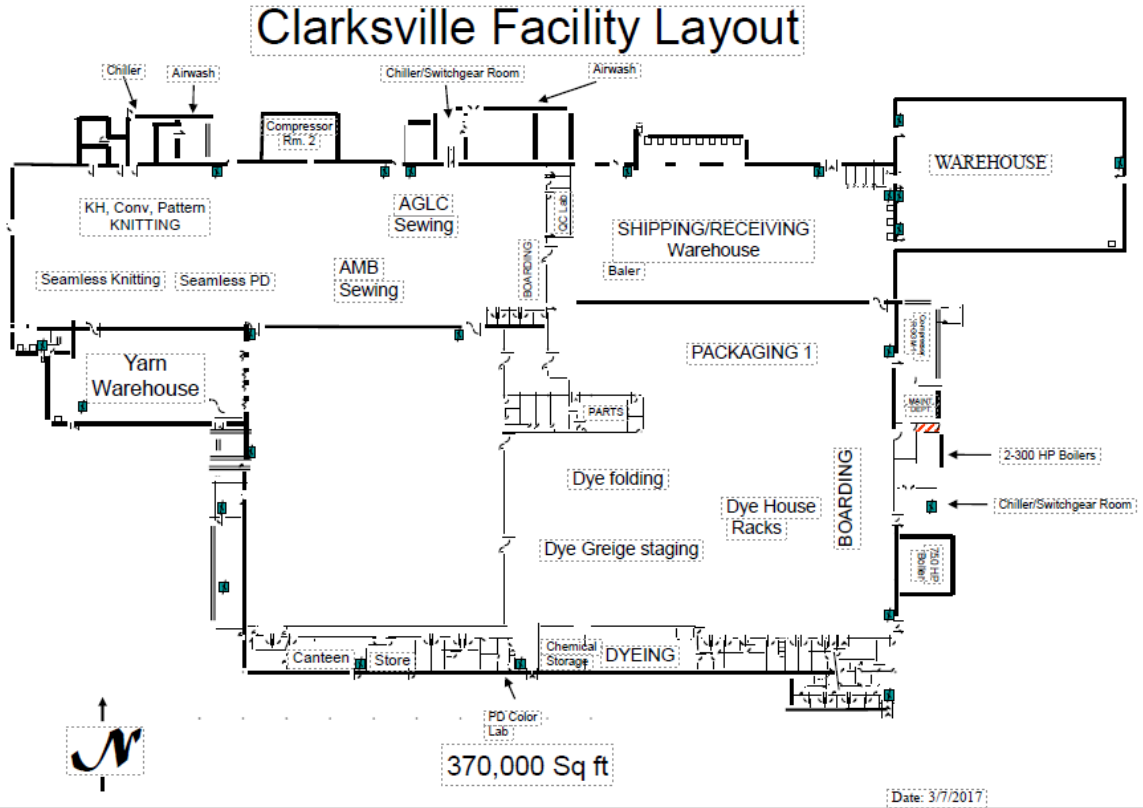 Clarksville Facility Layout
Chiller
Airwash
Chiller/Switchgear Room
Airwash
Compressor
Rm. 2
WAREHOUSE
KH, Conv, Pattern
KNITTING
AGLC
Sewing
QC Lab
SHIPPING/RECEIVING
Warehouse
Baler
BOARDING
AMB
Sewing
Seamless Knitting
Seamless PD
Yarn
Warehouse
PACKAGING 1
Compressor
MAINT
DEPT
PARTS
2-300 HP Boilers
Dye folding
Dye House
Racks
BOARDING
Chiller/Switchgear Room
Dye Greige staging
750 HP
Boiler
Canteen
Store
Chemical
Storage
DYEING
PD Color
Lab
N
370,000 Sq ft
Date: 3/7/2017